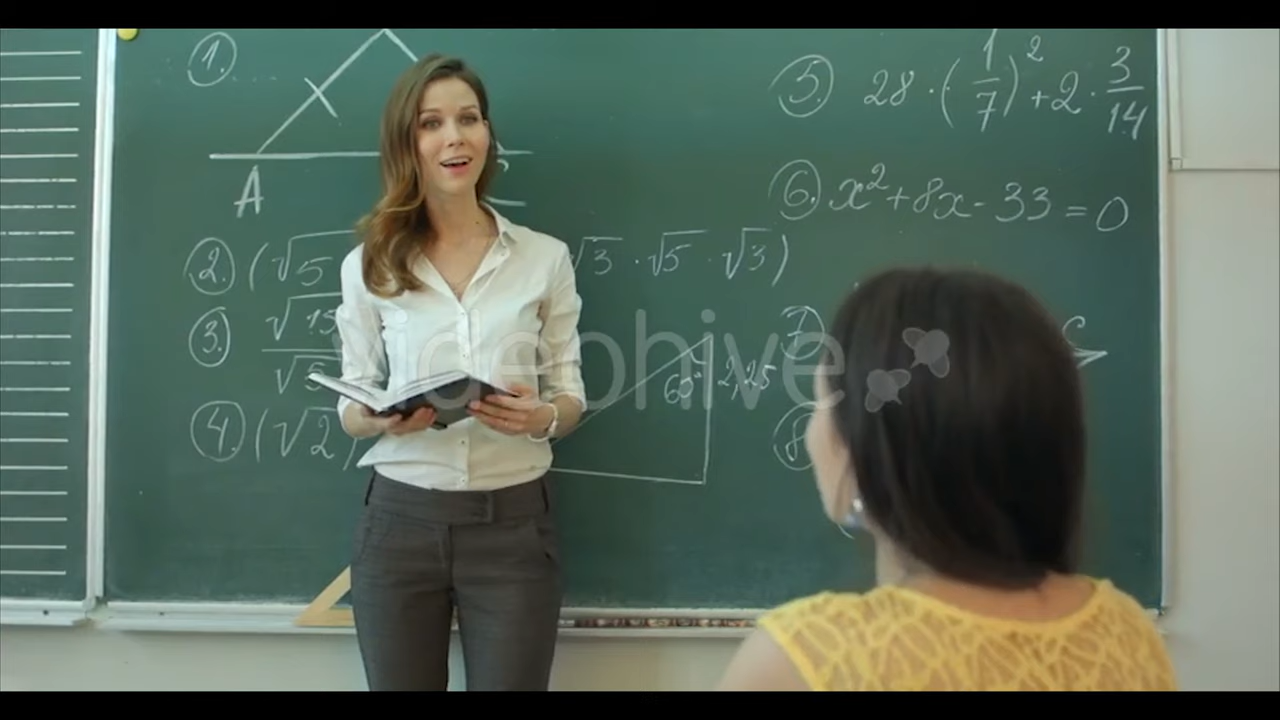 1.
A
2. (√5 √3 · √5 · √3)
3. √15
√5
4. (√2
60° 2,25
5. 28 · (1/7)² + 2 · 3/14
6. x² + 8x - 33 = 0
7. C
8
videohive